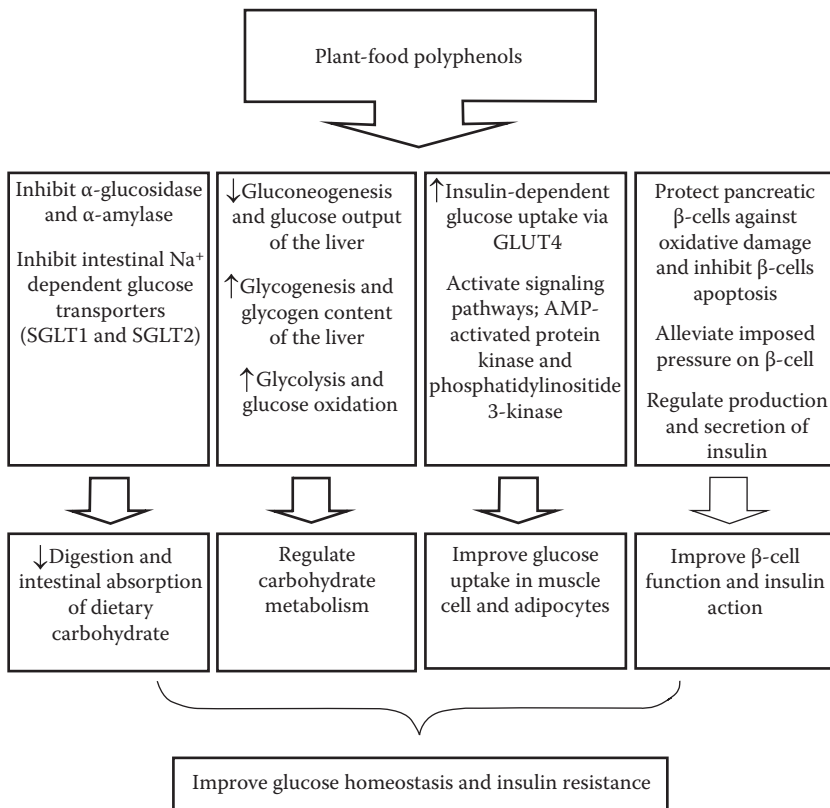 Plant-food polyphenols
Inhibit α-glucosidase
and α-amylase
Inhibit intestinal Na⁺
dependent glucose
transporters
(SGLT1 and SGLT2)
↓Gluconeogenesis
and glucose output
of the liver
↑Glycogenesis and
glycogen content
of the liver
↑Glycolysis and
glucose oxidation
↑Insulin-dependent
glucose uptake via
GLUT4
Activate signaling
pathways; AMP-
activated protein
kinase and
phosphatidylinositide
3-kinase
Protect pancreatic
β-cells against
oxidative damage
and inhibit β-cells
apoptosis
Alleviate imposed
pressure on β-cell
Regulate production
and secretion of
insulin
↓Digestion and
intestinal absorption
of dietary
carbohydrate
Regulate
carbohydrate
metabolism
Improve glucose
uptake in muscle
cell and adipocytes
Improve β-cell
function and insulin
action
Improve glucose homeostasis and insulin resistance